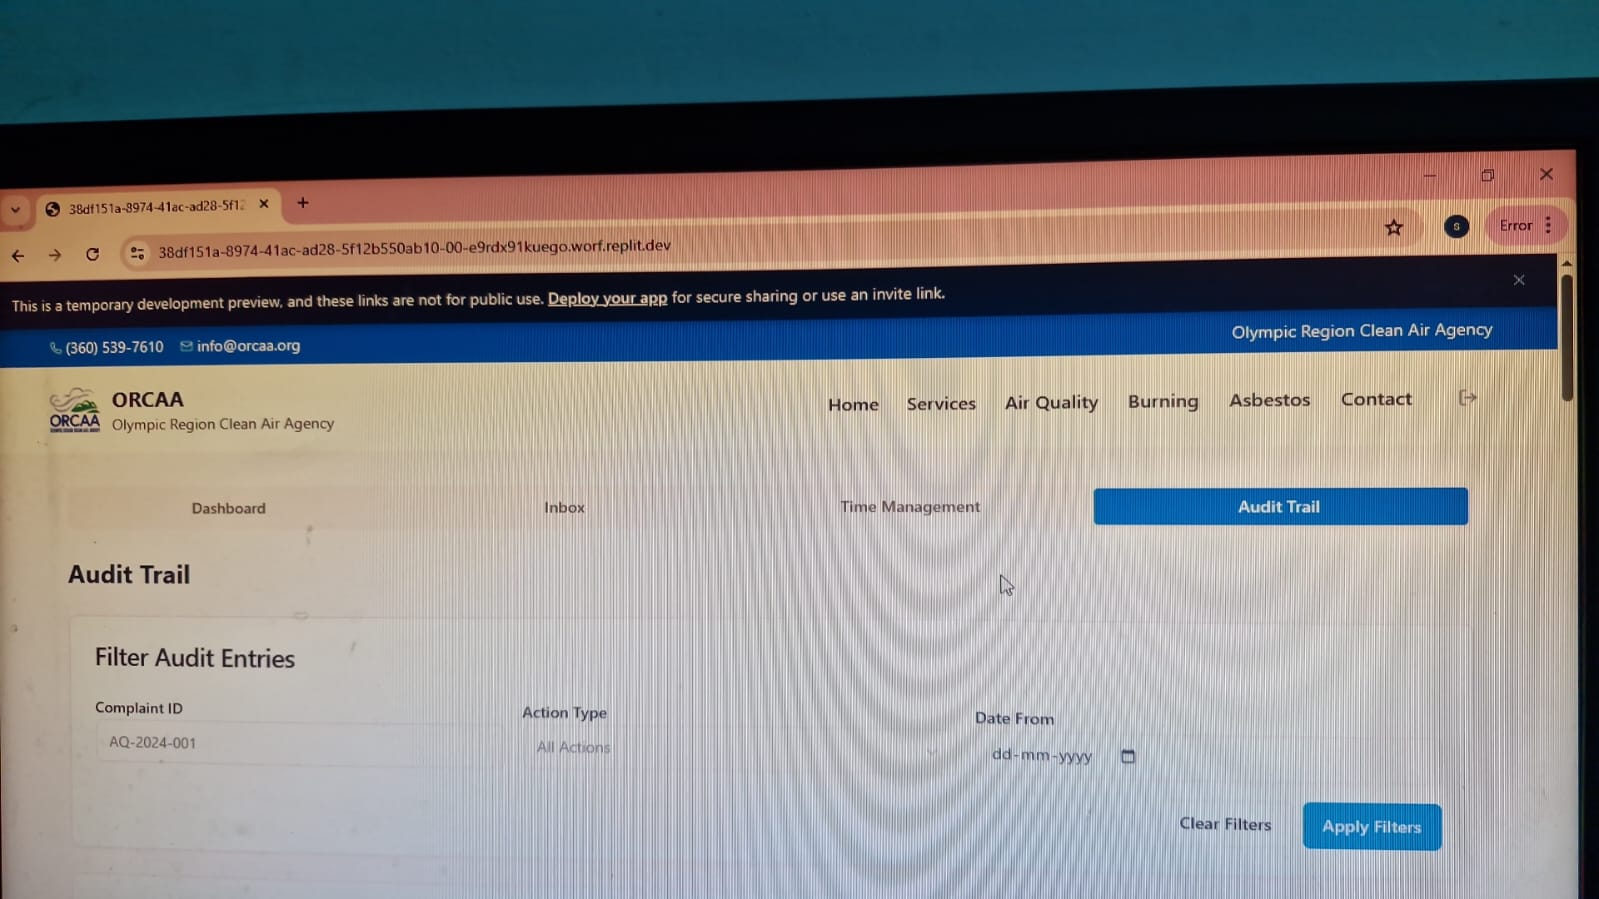 38df151a-8974-41ac-ad28-5f12
Error
38df151a-8974-41ac-ad28-5f12b550ab10-00-e9rdx91kuego.worf.replit.dev
S
This is a temporary development preview, and these links are not for public use. Deploy your app for secure sharing or use an invite link.
(360) 539-7610 info@orcaa.org Olympic Region Clean Air Agency
ORCAA
ORCAA
Olympic Region Clean Air Agency
Home Services Air Quality Burning Asbestos Contact
Dashboard Inbox Time Management Audit Trail
Audit Trail
Filter Audit Entries
Complaint ID Action Type Date From
AQ-2024-001 All Actions dd-mm-yyyy
Clear Filters Apply Filters